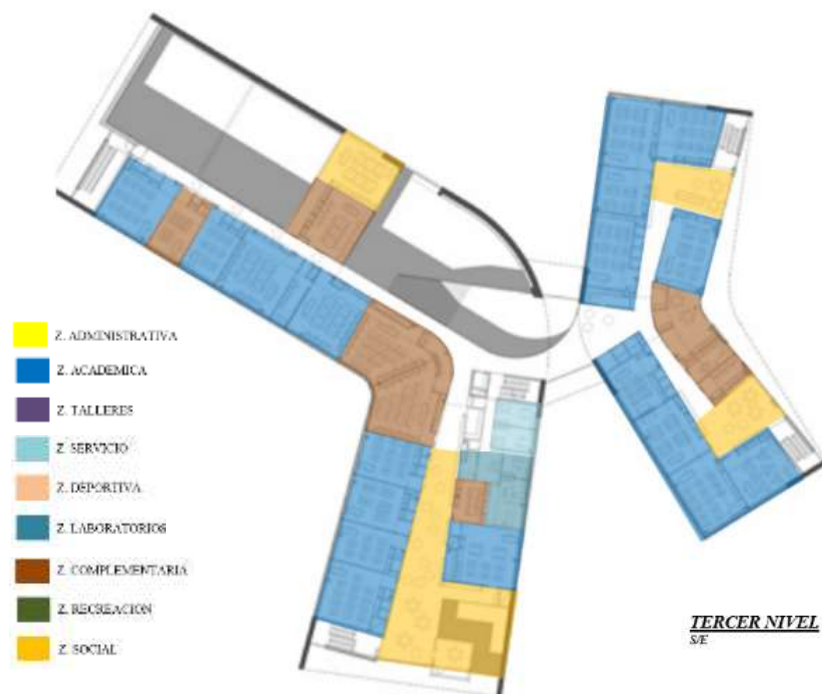 Z. ADMINISTRATIVA
Z. ACADEMICA
Z. TALLERES
Z. SERVICIO
Z. DEPORTIVA
Z. LABORATORIOS
Z. COMPLEMENTARIA
Z. RECREACION
Z. SOCIAL
TERCER NIVEL
S/E